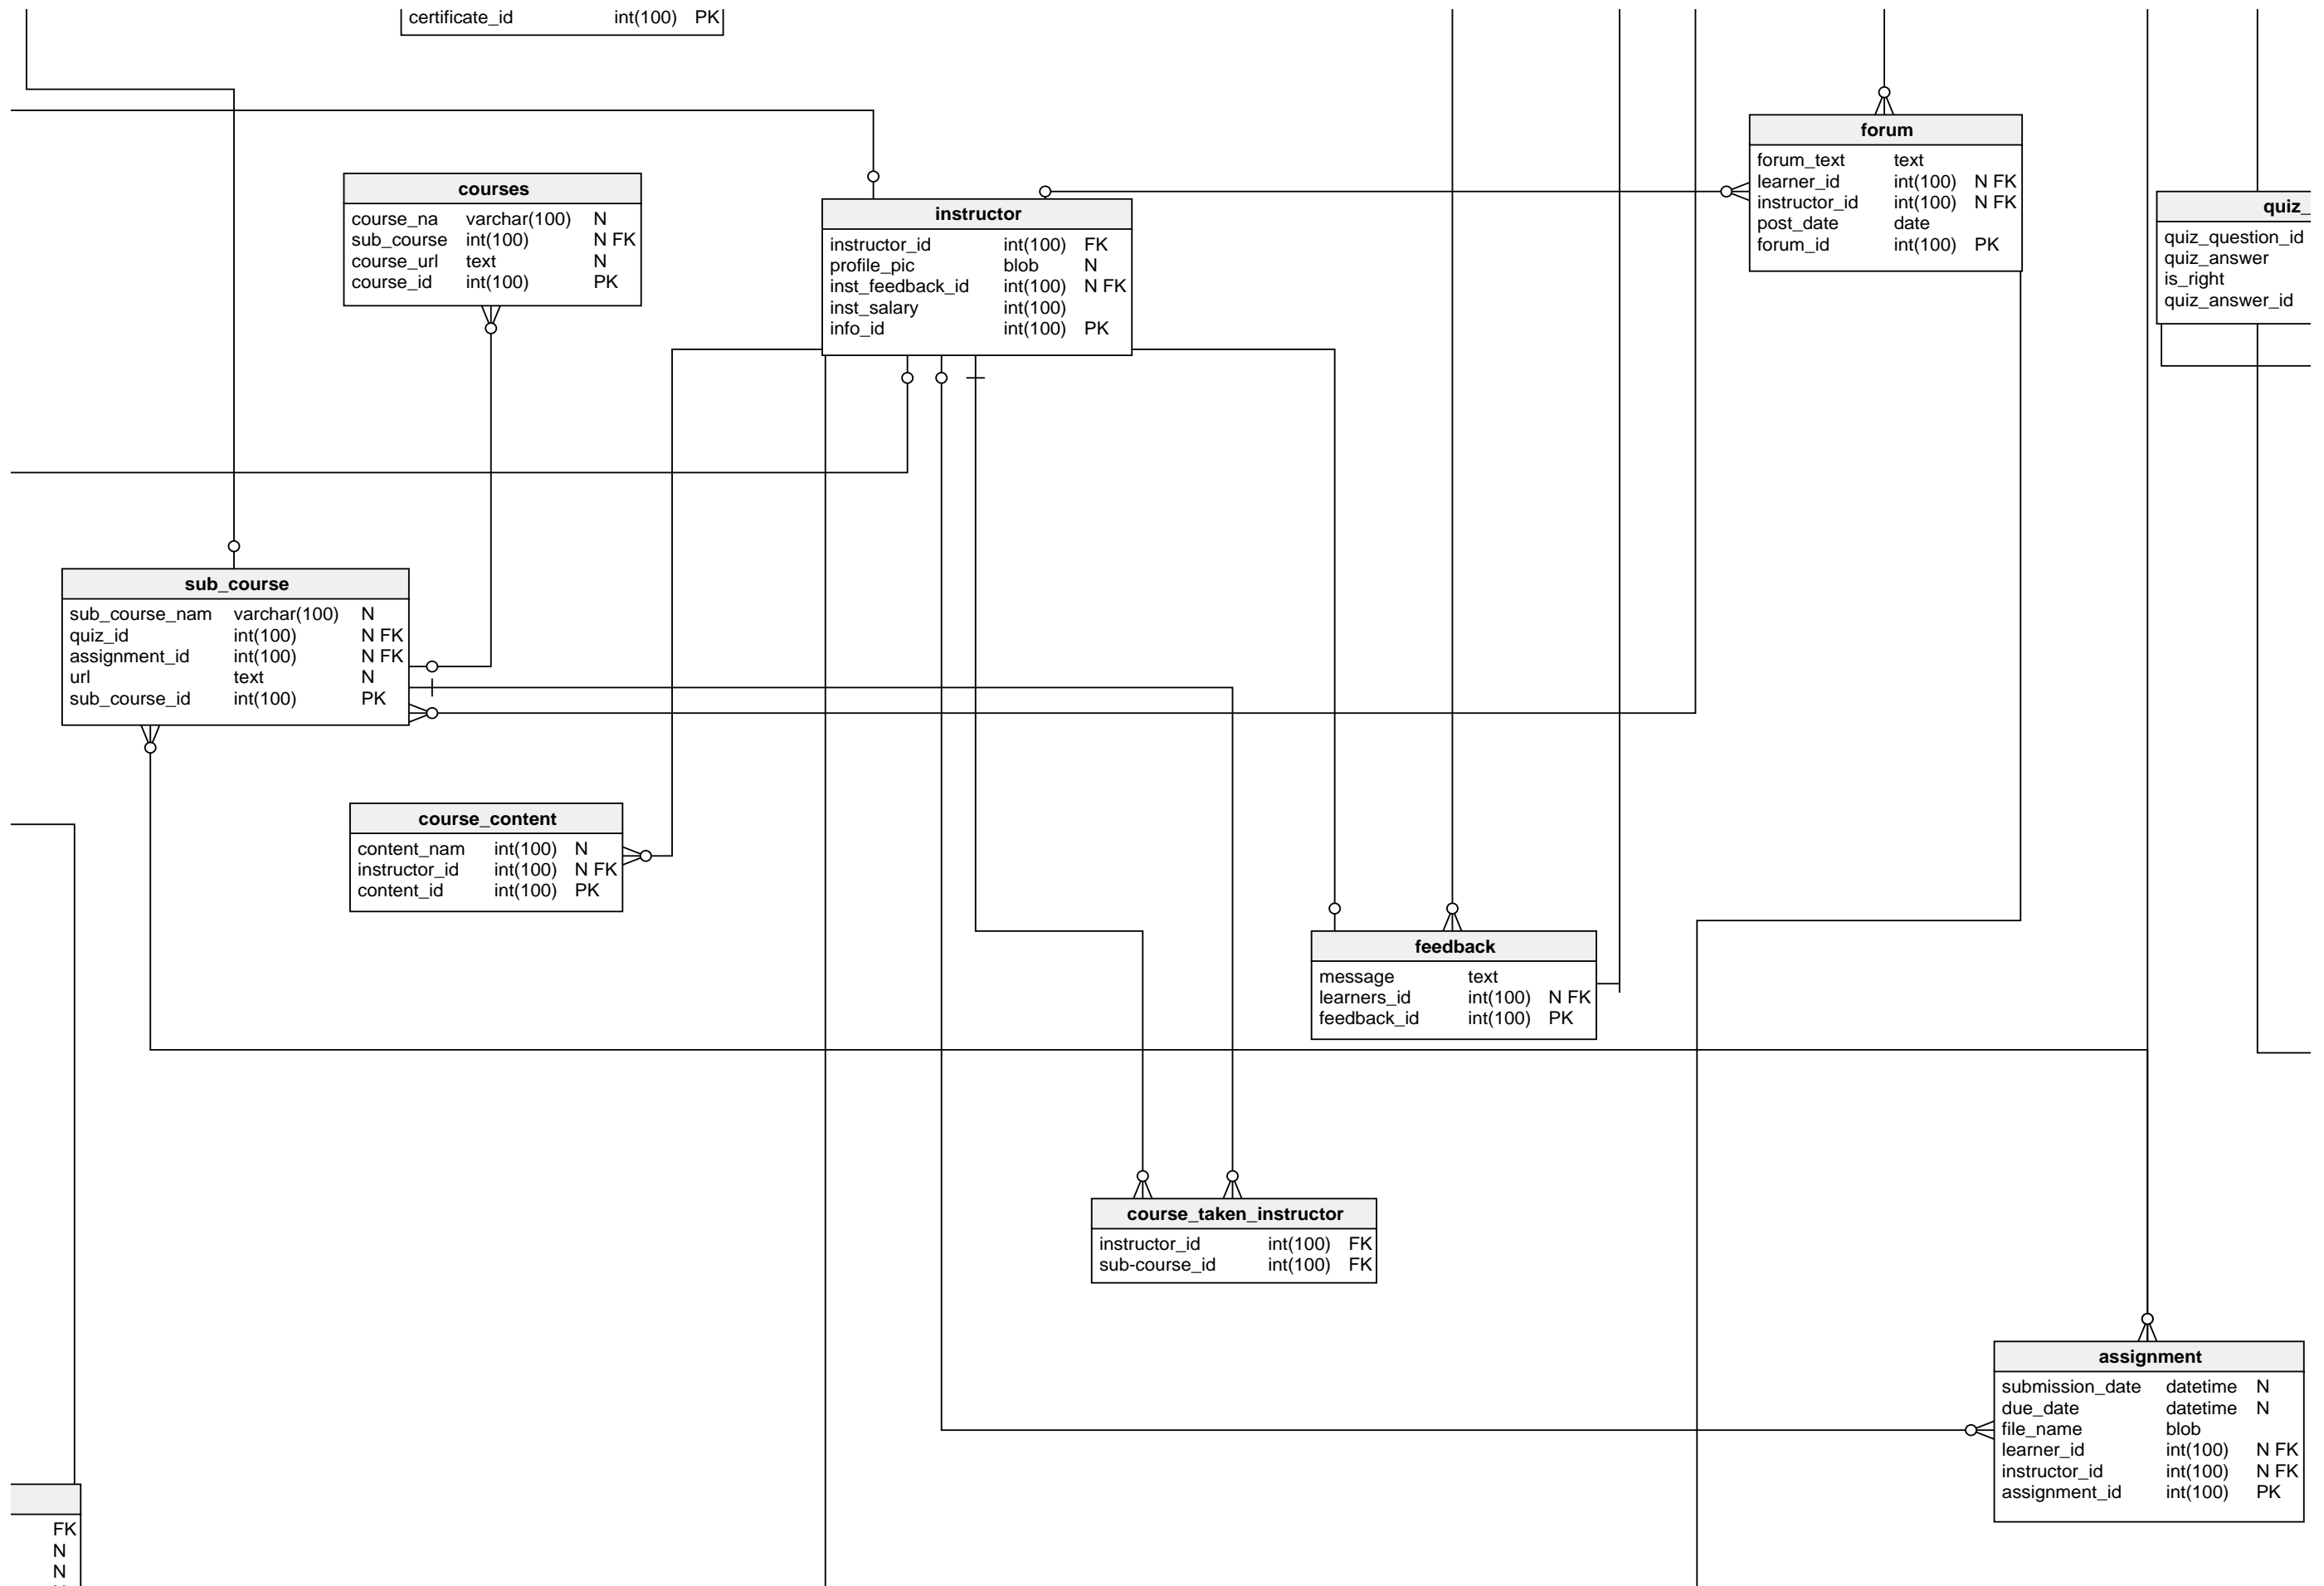 certificate_id int(100) PK
forum
forum_text text
learner_id int(100) N FK
instructor_id int(100) N FK
post_date date
forum_id int(100) PK
courses
course_na varchar(100) N
sub_course int(100) N FK
course_url text N
course_id int(100) PK
instructor
instructor_id int(100) FK
profile_pic blob N
inst_feedback_id int(100) N FK
inst_salary int(100)
info_id int(100) PK
quiz_
quiz_question_id
quiz_answer
is_right
quiz_answer_id
sub_course
sub_course_nam varchar(100) N
quiz_id int(100) N FK
assignment_id int(100) N FK
url text N
sub_course_id int(100) PK
course_content
content_nam int(100) N
instructor_id int(100) N FK
content_id int(100) PK
feedback
message text
learners_id int(100) N FK
feedback_id int(100) PK
course_taken_instructor
instructor_id int(100) FK
sub-course_id int(100) FK
assignment
submission_date datetime N
due_date datetime N
file_name blob
learner_id int(100) N FK
instructor_id int(100) N FK
assignment_id int(100) PK
FK
N
N